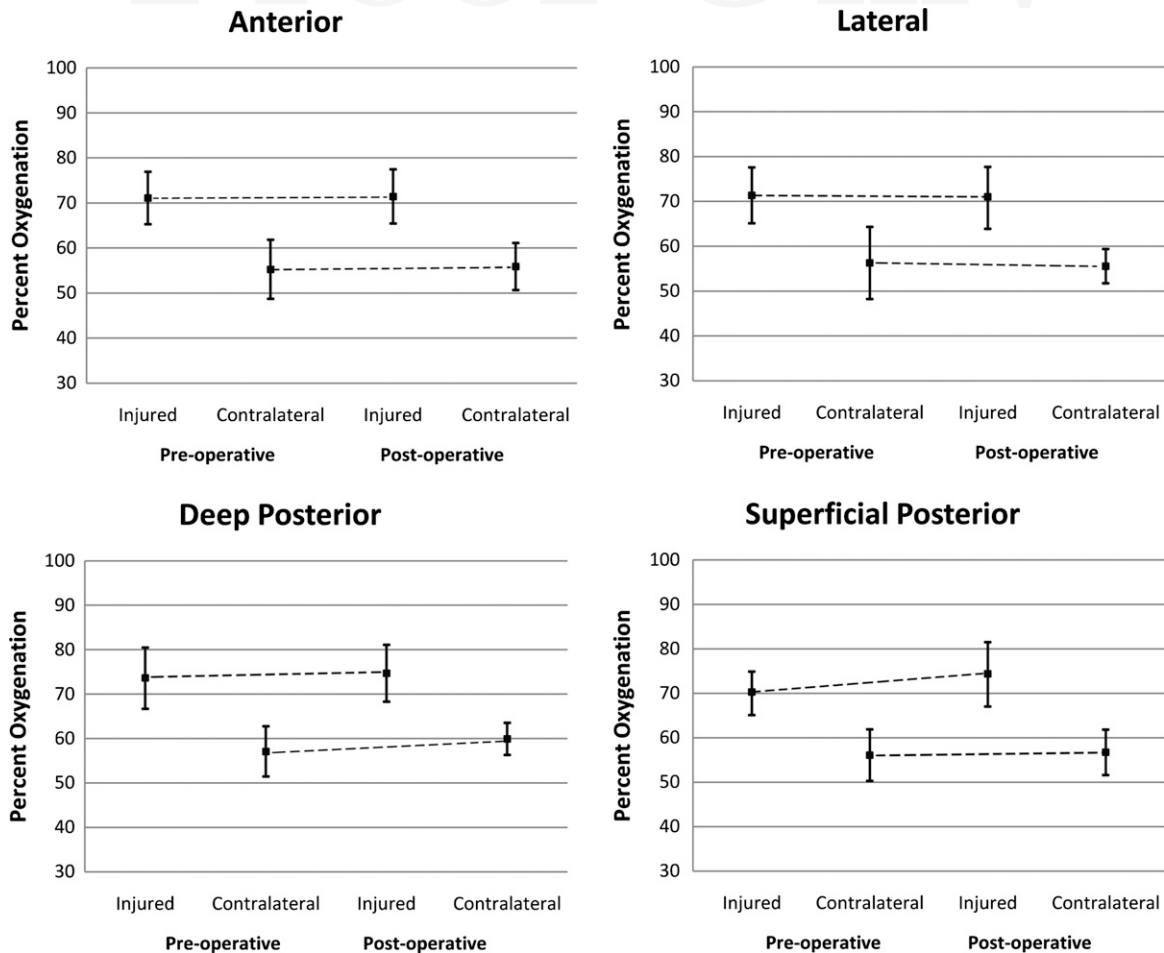 Anterior
Percent Oxygenation
100
90
80
70
60
50
40
30
Injured Contralateral Injured Contralateral
Pre-operative Post-operative
Lateral
Percent Oxygenation
100
90
80
70
60
50
40
30
Injured Contralateral Injured Contralateral
Pre-operative Post-operative
Deep Posterior
Percent Oxygenation
100
90
80
70
60
50
40
30
Injured Contralateral Injured Contralateral
Pre-operative Post-operative
Superficial Posterior
Percent Oxygenation
100
90
80
70
60
50
40
30
Injured Contralateral Injured Contralateral
Pre-operative Post-operative